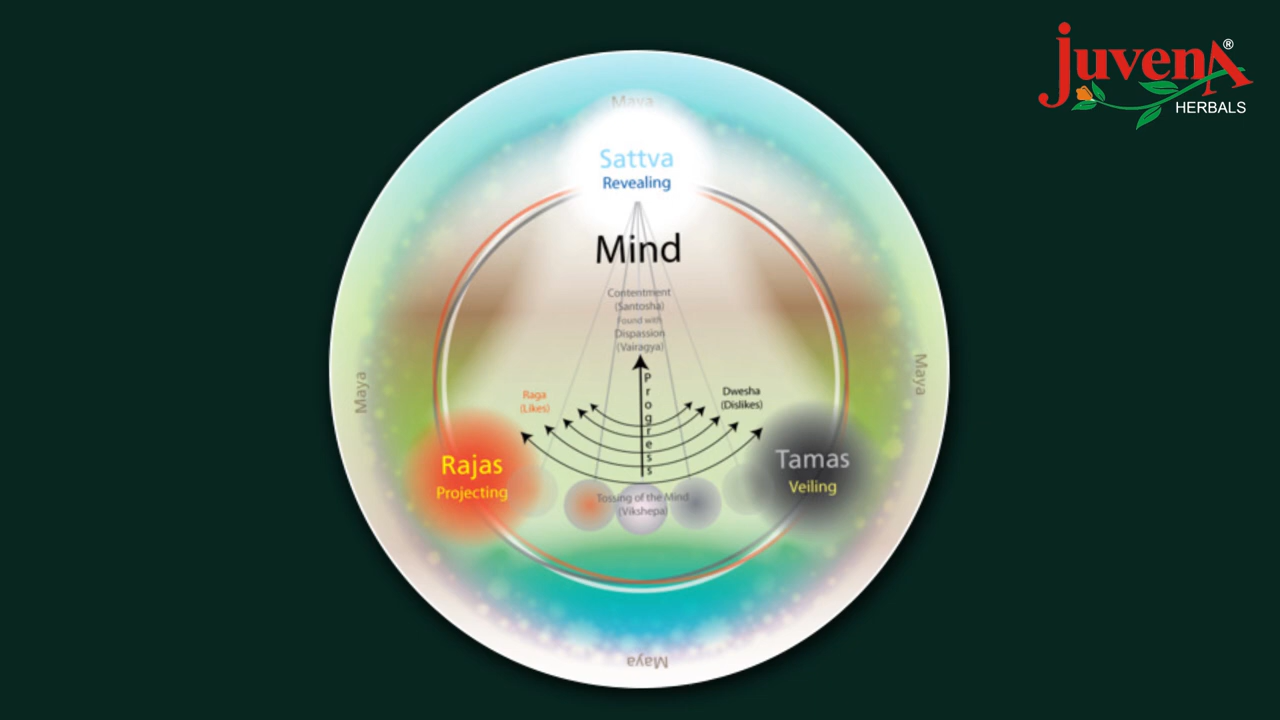 juvenA®
HERBALS
Maya
Sattva
Revealing
Mind
Contentment
(Santosha)
Found with
Dispassion
(Vairagya)
Progress
Raga
(Likes)
Dwesha
(Dislikes)
Maya
Maya
Rajas
Projecting
Tamas
Veiling
Tossing of the Mind
(Vikshepa)
Maya